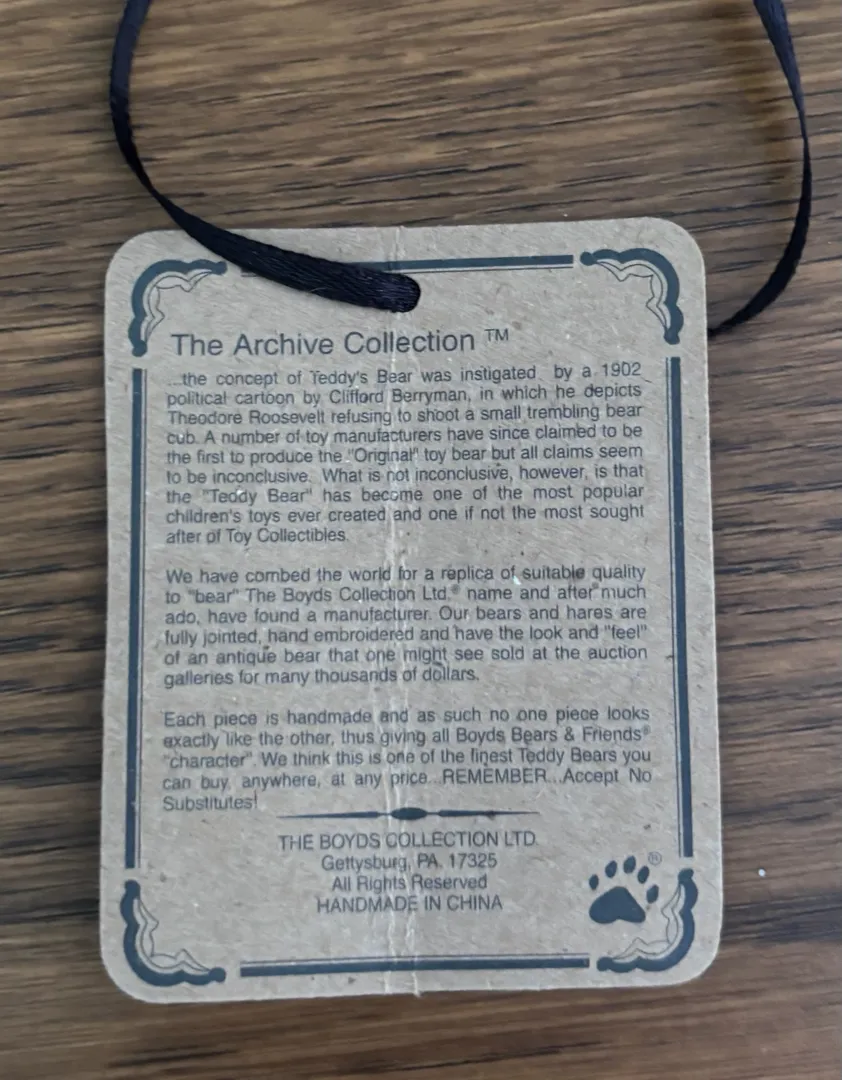 The Archive Collection ™
...the concept of Teddy's Bear was instigated by a 1902
political cartoon by Clifford Berryman, in which he depicts
Theodore Roosevelt refusing to shoot a small trembling bear
cub. A number of toy manufacturers have since claimed to be
the first to produce the "Original" toy bear but all claims seem
to be inconclusive. What is not inconclusive, however, is that
the "Teddy Bear" has become one of the most popular
children's toys ever created and one if not the most sought
after of Toy Collectibles.
We have combed the world for a replica of suitable quality
to "bear" The Boyds Collection Ltd.® name and after much
ado, have found a manufacturer. Our bears and hares are
fully jointed, hand embroidered and have the look and "feel"
of an antique bear that one might see sold at the auction
galleries for many thousands of dollars.
Each piece is handmade and as such no one piece looks
exactly like the other, thus giving all Boyds Bears & Friends®
"character". We think this is one of the finest Teddy Bears you
can buy, anywhere, at any price...REMEMBER...Accept No
Substitutes!
THE BOYDS COLLECTION LTD.
Gettysburg, PA. 17325
All Rights Reserved
HANDMADE IN CHINA
®